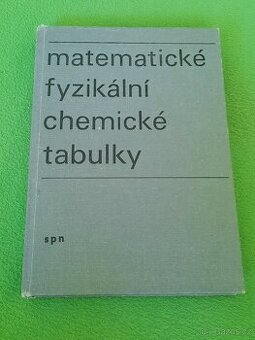 matematické
fyzikální
chemické
tabulky
spn